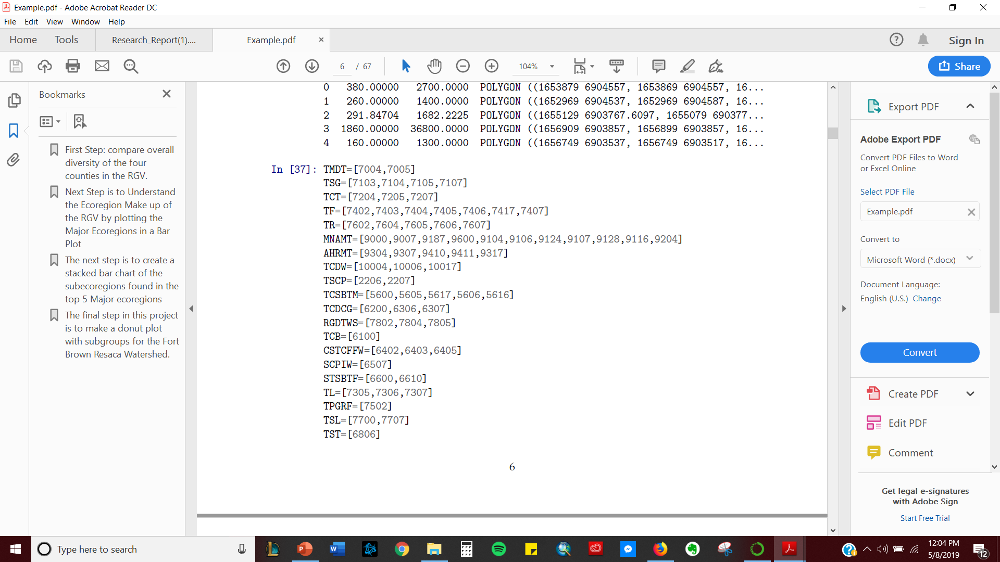 Example.pdf - Adobe Acrobat Reader DC
File Edit View Window Help
Home Tools Research_Report(1).... Example.pdf Sign In
6 / 67 104% Share
Bookmarks
First Step: compare overall
diversity of the four
counties in the RGV.
Next Step is to Understand
the Ecoregion Make up of
the RGV by plotting the
Major Ecoregions in a Bar
Plot
The next step is to create a
stacked bar chart of the
subecoregions found in the
top 5 Major ecoregions
The final step in this project
is to make a donut plot
with subgroups for the Fort
Brown Resaca Watershed.
0 380.00000 2700.0000 POLYGON ((1653879 6904557, 1653869 6904557, 16...
1 260.00000 1400.0000 POLYGON ((1652969 6904537, 1652969 6904587, 16...
2 291.84704 1682.2225 POLYGON ((1655129 6903767.6097, 1655079 690377...
3 1860.00000 36800.0000 POLYGON ((1656909 6903857, 1656899 6903857, 16...
4 160.00000 1300.0000 POLYGON ((1656749 6903537, 1656749 6903517, 16...
In [37]: TMDT=[7004,7005]
TSG=[7103,7104,7105,7107]
TCT=[7204,7205,7207]
TF=[7402,7403,7404,7405,7406,7417,7407]
TR=[7602,7604,7605,7606,7607]
MNAMT=[9000,9007,9187,9600,9104,9106,9124,9107,9128,9116,9204]
AHRMT=[9304,9307,9410,9411,9317]
TCDW=[10004,10006,10017]
TSCP=[2206,2207]
TCSBTM=[5600,5605,5617,5606,5616]
TCDCG=[6200,6306,6307]
RGDTWS=[7802,7804,7805]
TCB=[6100]
CSTCFFW=[6402,6403,6405]
SCPIW=[6507]
STSBTF=[6600,6610]
TL=[7305,7306,7307]
TPGRF=[7502]
TSL=[7700,7707]
TST=[6806]
6
Export PDF
Adobe Export PDF
Convert PDF Files to Word
or Excel Online
Select PDF File
Example.pdf
Convert to
Microsoft Word (*.docx)
Document Language:
English (U.S.) Change
Convert
Create PDF
Edit PDF
Comment
Get legal e-signatures
with Adobe Sign
Start Free Trial
Type here to search
12:04 PM
5/8/2019
12